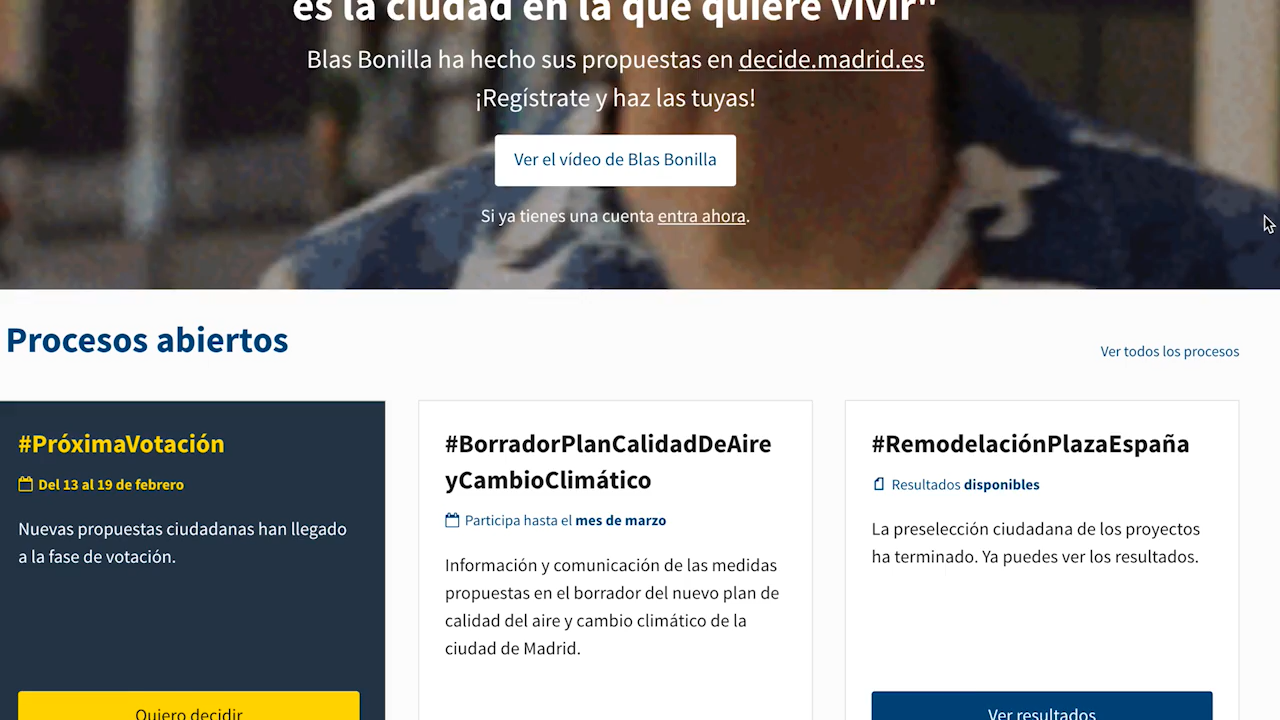 es la ciudad en la que quiere vivir"
Blas Bonilla ha hecho sus propuestas en decide.madrid.es
¡Regístrate y haz las tuyas!
Ver el vídeo de Blas Bonilla
Si ya tienes una cuenta entra ahora.
Procesos abiertos
Ver todos los procesos
#PróximaVotación
Del 13 al 19 de febrero
Nuevas propuestas ciudadanas han llegado
a la fase de votación.
Quiero decidir
#BorradorPlanCalidadDeAire
yCambioClimático
Participa hasta el mes de marzo
Información y comunicación de las medidas
propuestas en el borrador del nuevo plan de
calidad del aire y cambio climático de la
ciudad de Madrid.
#RemodelaciónPlazaEspaña
Resultados disponibles
La preselección ciudadana de los proyectos
ha terminado. Ya puedes ver los resultados.
Ver resultados